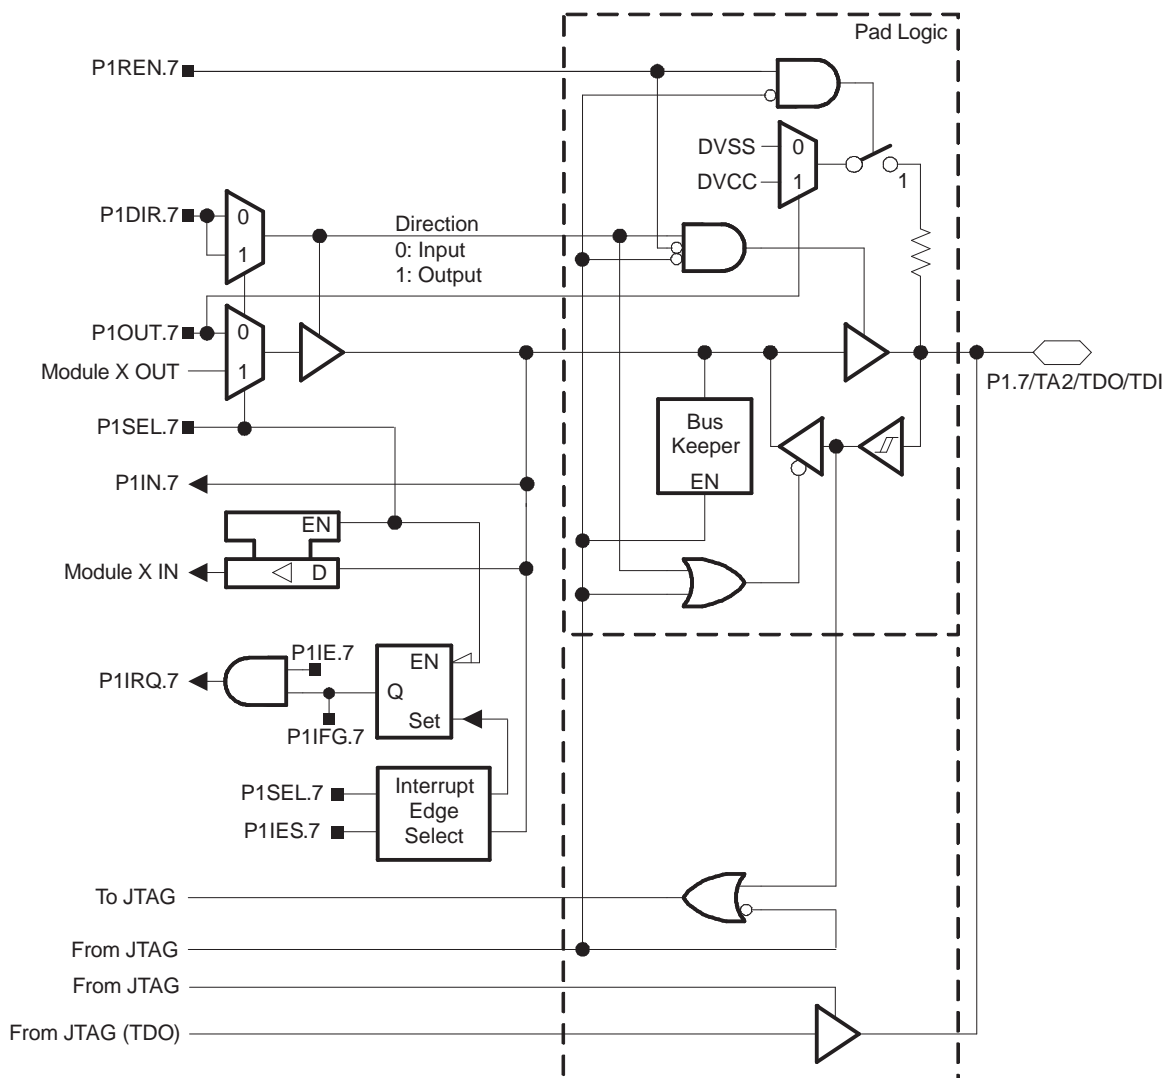 Pad Logic
P1REN.7
DVSS
0
DVCC
1
1
P1DIR.7
0
1
Direction
0: Input
1: Output
P1OUT.7
0
Module X OUT
1
P1.7/TA2/TDO/TDI
P1SEL.7
Bus
Keeper
EN
P1IN.7
EN
Module X IN
D
P1IE.7
EN
P1IRQ.7
Q
Set
P1IFG.7
P1SEL.7
P1IES.7
Interrupt
Edge
Select
To JTAG
From JTAG
From JTAG
From JTAG (TDO)